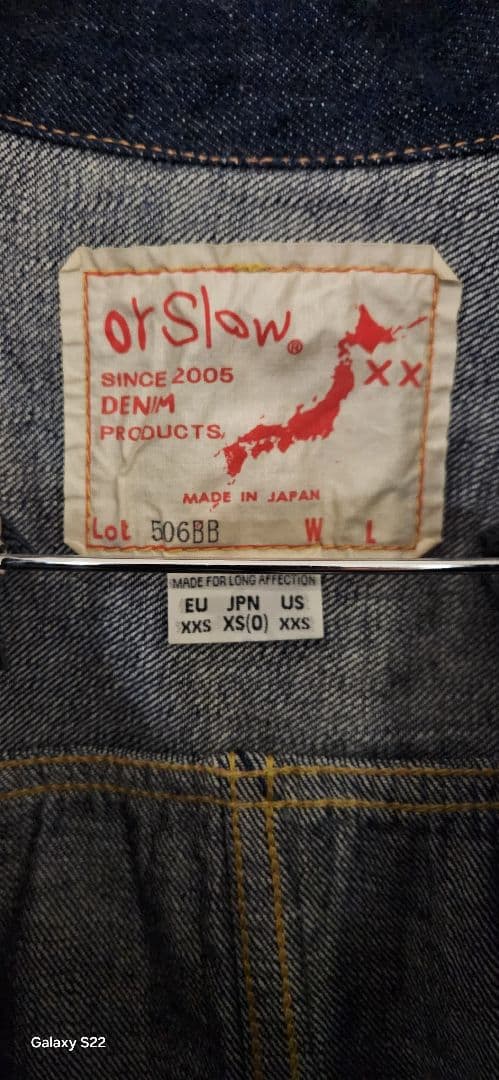 orSlow®
SINCE 2005
XX
DENIM
PRODUCTS,
MADE IN JAPAN
Lot 506BB W L
MADE FOR LONG AFFECTION
EU JPN US
XXS XS(0) XXS
Galaxy S22